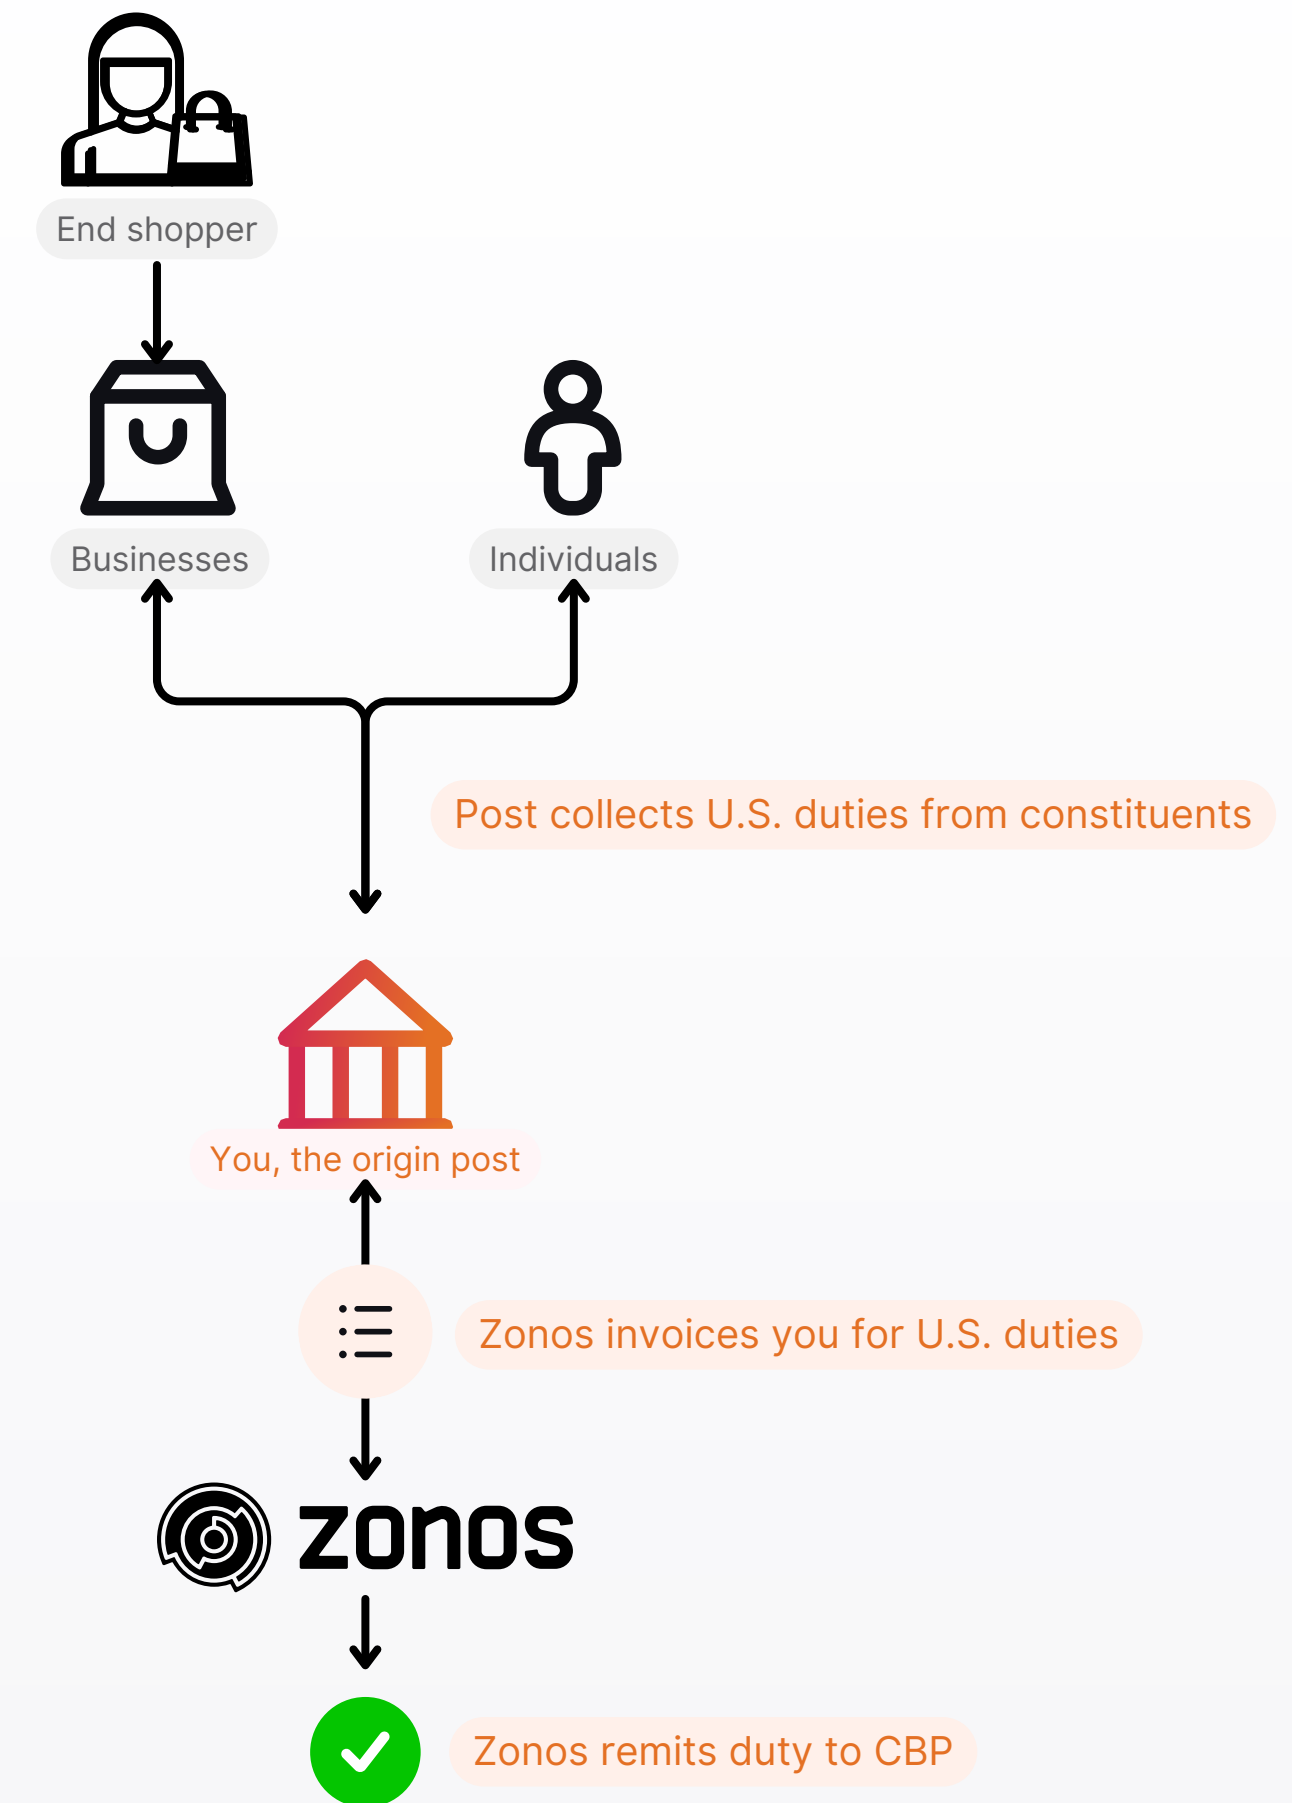 End shopper
Businesses
Individuals
Post collects U.S. duties from constituents
You, the origin post
Zonos invoices you for U.S. duties
zonos
Zonos remits duty to CBP